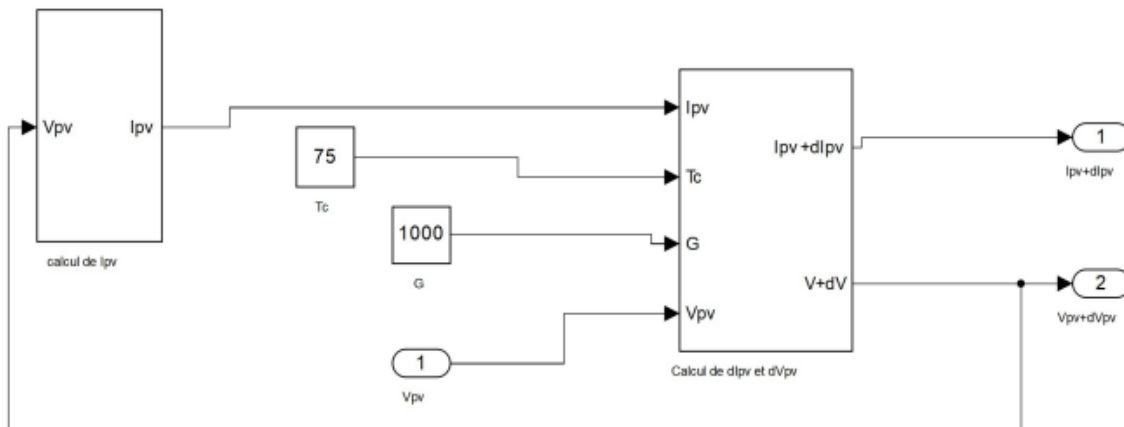 Vpv
Ipv
calcul de Ipv
75
Tc
1000
G
1
Vpv
Ipv
Tc
G
Vpv
Ipv +dIpv
V+dV
Calcul de dIpv et dVpv
1
Ipv+dIpv
2
Vpv+dVpv